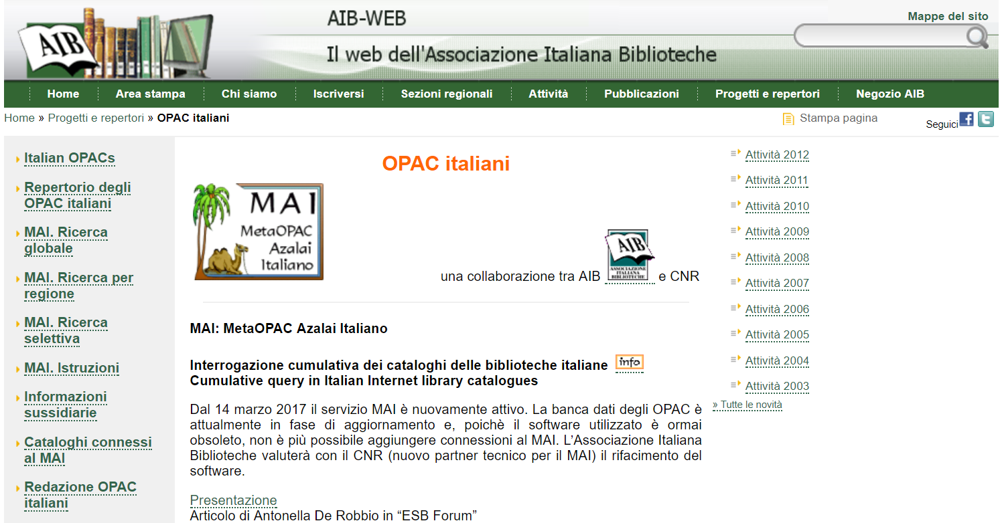 AIB
AIB-WEB
Il web dell'Associazione Italiana Biblioteche
Mappe del sito
Home
Area stampa
Chi siamo
Iscriversi
Sezioni regionali
Attività
Pubblicazioni
Progetti e repertori
Negozio AIB
Home » Progetti e repertori » OPAC italiani
Stampa pagina
Seguici
Italian OPACs
Repertorio degli
OPAC italiani
MAI. Ricerca
globale
MAI. Ricerca per
regione
MAI. Ricerca
selettiva
MAI. Istruzioni
Informazioni
sussidiarie
Cataloghi connessi
al MAI
Redazione OPAC
italiani
OPAC italiani
MAI
MetaOPAC
Azalai
Italiano
una collaborazione tra AIB
AIB
ASSOCIAZIONE
ITALIANA
BIBLIOTECHE
e CNR
MAI: MetaOPAC Azalai Italiano
Interrogazione cumulativa dei cataloghi delle biblioteche italiane info
Cumulative query in Italian Internet library catalogues
Dal 14 marzo 2017 il servizio MAI è nuovamente attivo. La banca dati degli OPAC è
attualmente in fase di aggiornamento e, poichè il software utilizzato è ormai
obsoleto, non è più possibile aggiungere connessioni al MAI. L’Associazione Italiana
Biblioteche valuterà con il CNR (nuovo partner tecnico per il MAI) il rifacimento del
software.
Presentazione
Articolo di Antonella De Robbio in “ESB Forum”
Attività 2012
Attività 2011
Attività 2010
Attività 2009
Attività 2008
Attività 2007
Attività 2006
Attività 2005
Attività 2004
Attività 2003
» Tutte le novità